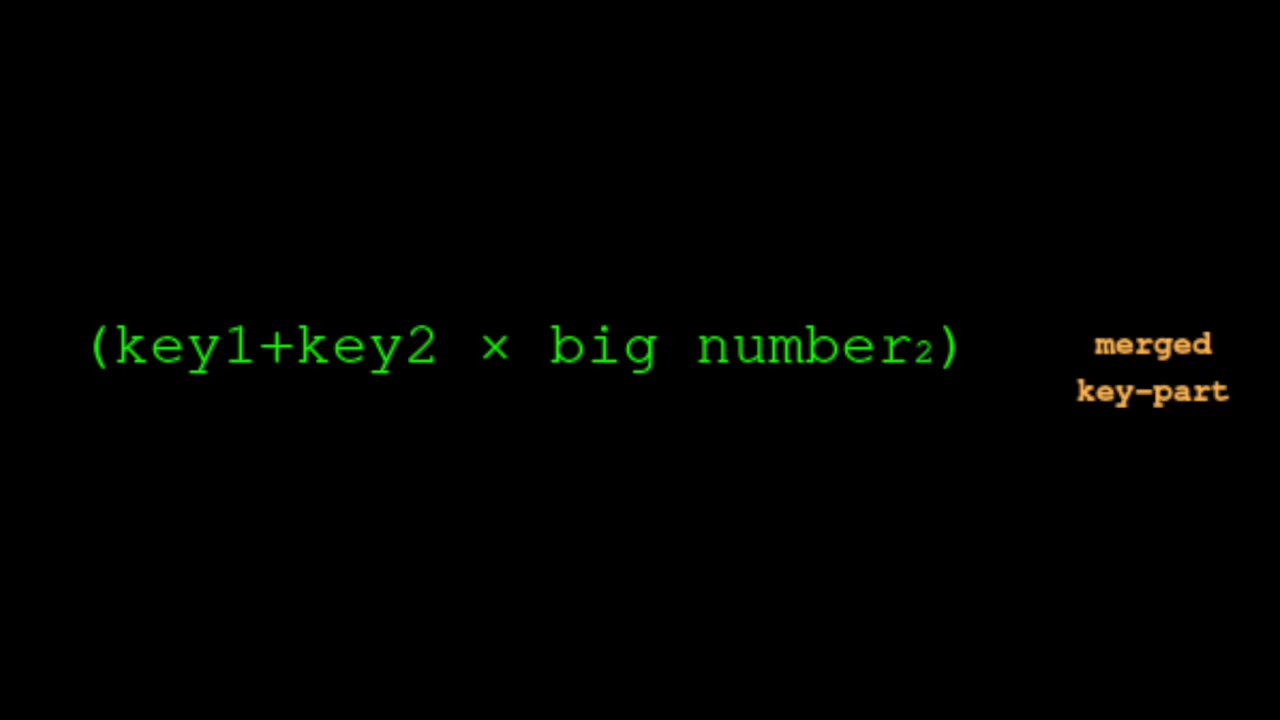 (key1+key2 × big number₂)
merged
key-part